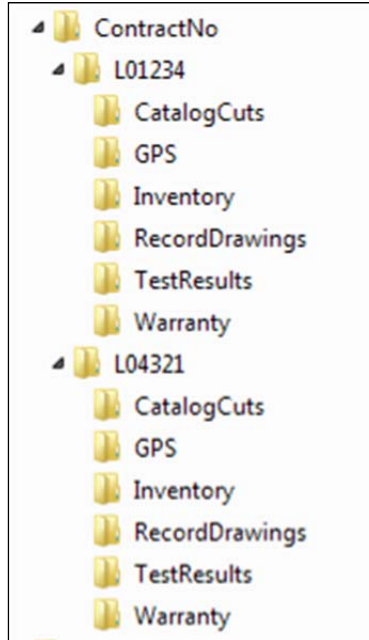 ContractNo
L01234
CatalogCuts
GPS
Inventory
RecordDrawings
TestResults
Warranty
L04321
CatalogCuts
GPS
Inventory
RecordDrawings
TestResults
Warranty